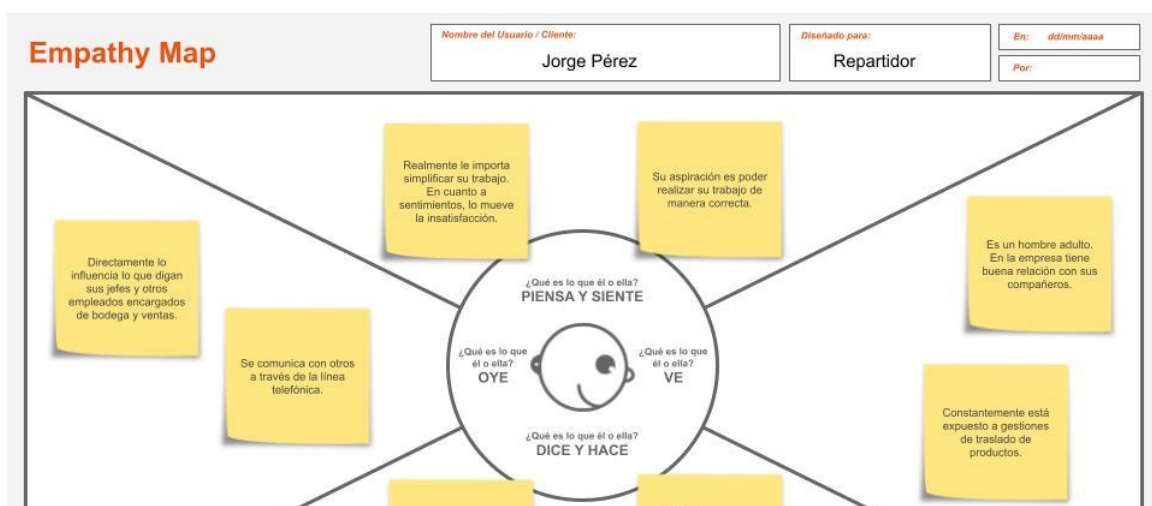 Empathy Map
Nombre del Usuario / Cliente:
Jorge Pérez
Diseñado para:
Repartidor
En: dd/mm/aaaa
Por:
Realmente le importa
simplificar su trabajo.
En cuanto a
sentimientos, lo mueve
la insatisfacción.
Su aspiración es poder
realizar su trabajo de
manera correcta.
Directamente lo
influencia lo que digan
sus jefes y otros
empleados encargados
de bodega y ventas.
Se comunica con otros
a través de la línea
telefónica.
¿Qué es lo que él o ella?
PIENSA Y SIENTE
¿Qué es lo que
él o ella?
OYE
¿Qué es lo que
él o ella?
VE
¿Qué es lo que él o ella?
DICE Y HACE
Es un hombre adulto.
En la empresa tiene
buena relación con sus
compañeros.
Constantemente está
expuesto a gestiones
de traslado de
productos.